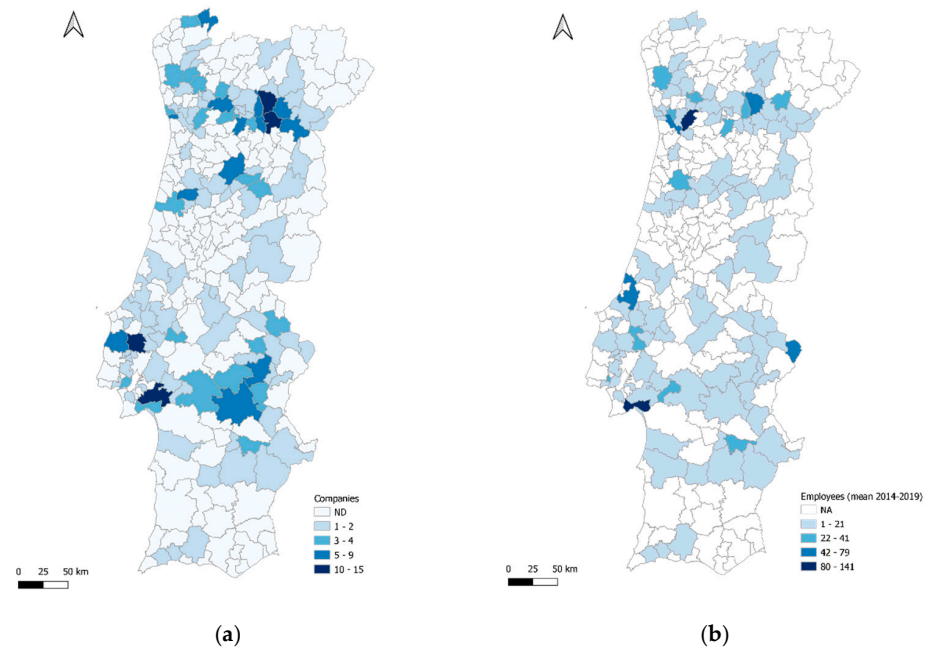 Companies
ND
1 - 2
3 - 4
5 - 9
10 - 15
0 25 50 km
(a)
Employees (mean 2014-2019)
NA
1 - 21
22 - 41
42 - 79
80 - 141
0 25 50 km
(b)